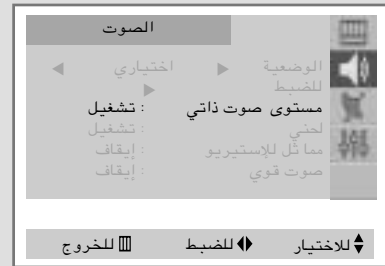 الصوت
الوضعية ▶ اختياري ◀
للضبط ▶
مستوى صوت ذاتي : تشغيل
لحني : تشغيل
مماثل للإستيريو : إيقاف
صوت قوي : إيقاف
للاختيار للضبط للخروج